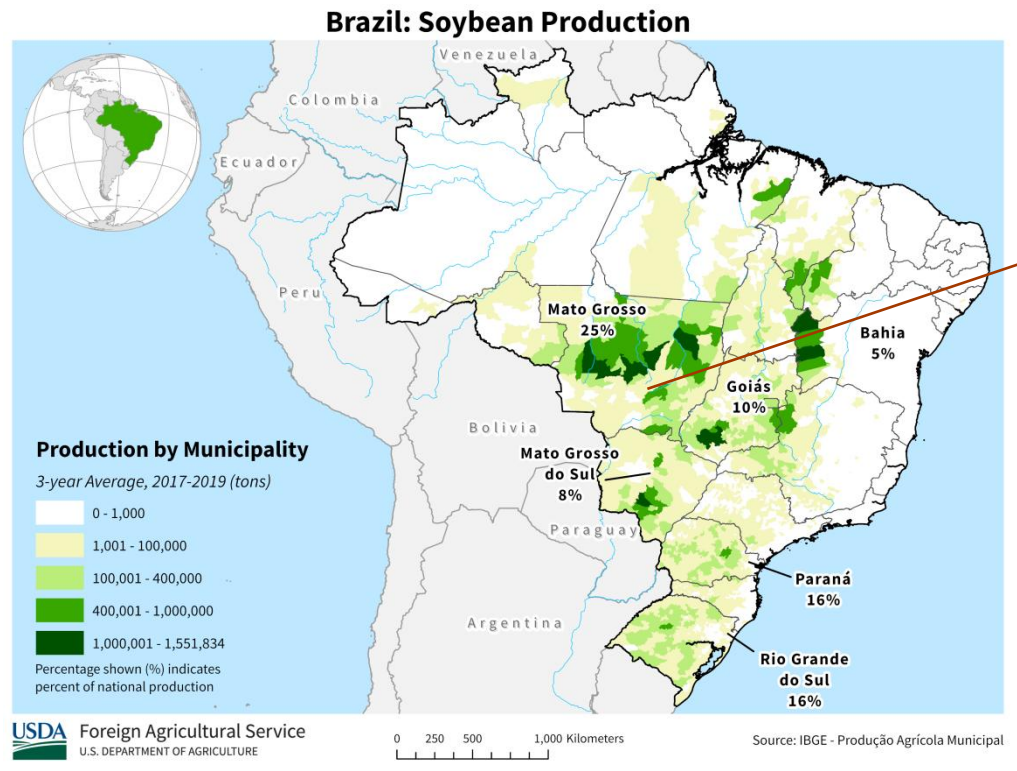 Brazil: Soybean Production
Venezuela
Colombia
Ecuador
Peru
Mato Grosso
25%
Bahia
5%
Goiás
10%
Bolivia
Mato Grosso
do Sul
8%
Paraguay
Paraná
16%
Argentina
Rio Grande
do Sul
16%
Production by Municipality
3-year Average, 2017-2019 (tons)
0 - 1,000
1,001 - 100,000
100,001 - 400,000
400,001 - 1,000,000
1,000,001 - 1,551,834
Percentage shown (%) indicates
percent of national production
USDA
Foreign Agricultural Service
U.S. DEPARTMENT OF AGRICULTURE
0 250 500 1,000 Kilometers
Source: IBGE - Produção Agrícola Municipal